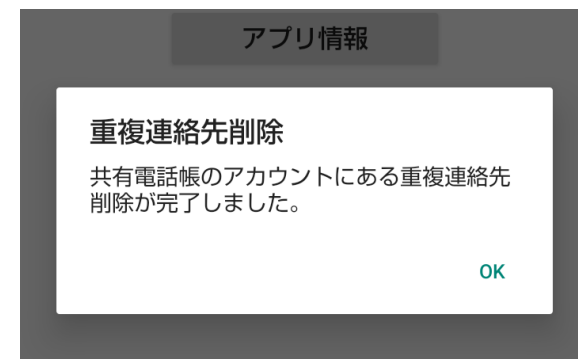 アプリ情報
重複連絡先削除
共有電話帳のアカウントにある重複連絡先
削除が完了しました。
OK